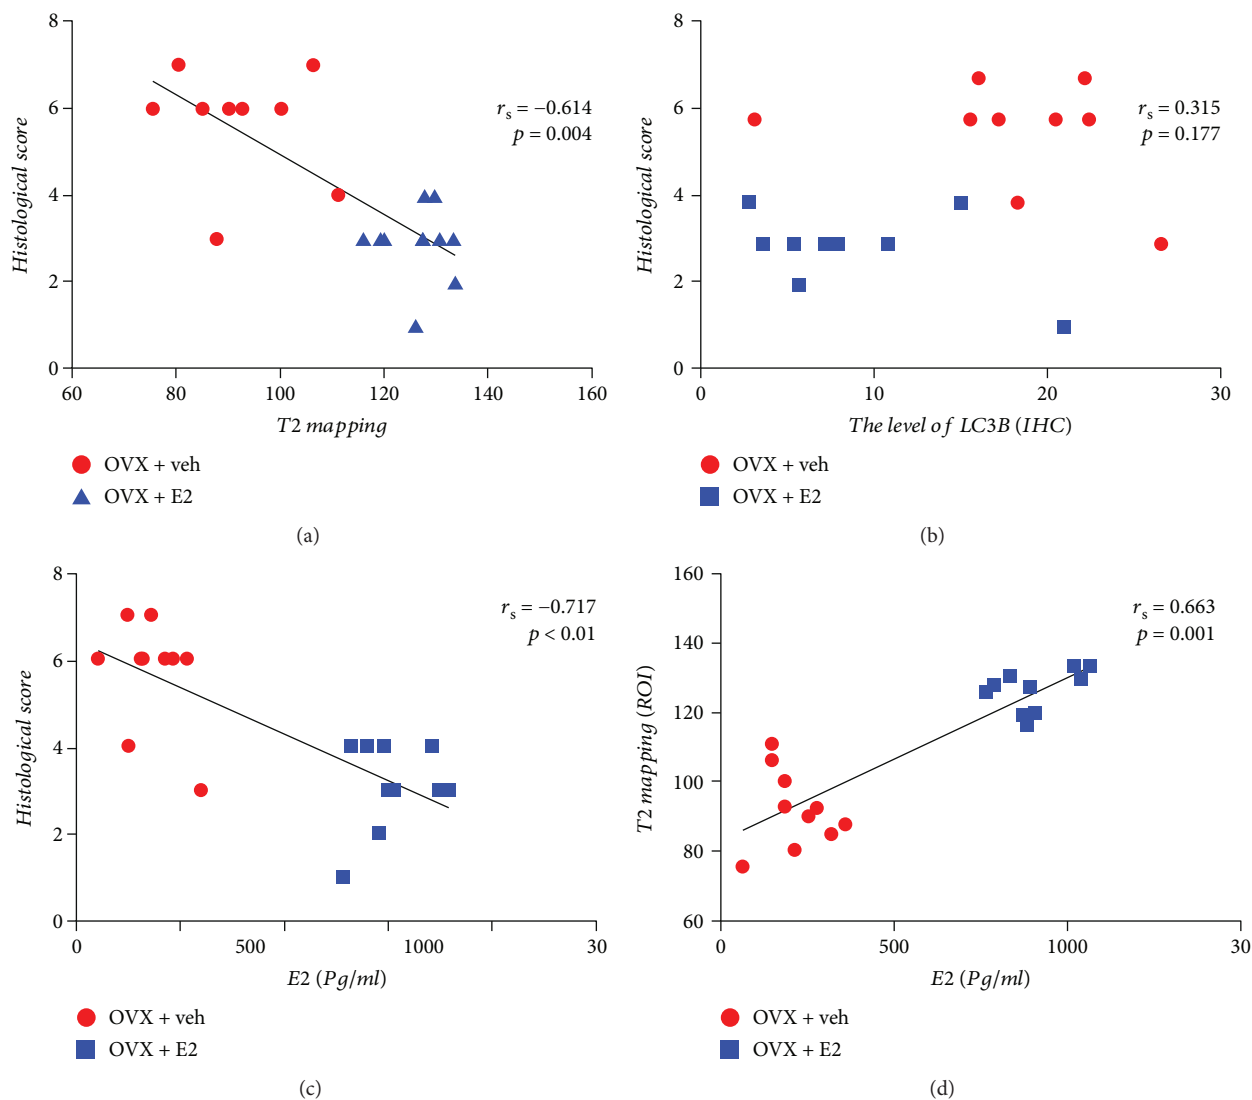 8
6
4
2
0
Histological score
60
80
100
120
140
160
T2 mapping
rs = −0.614
p = 0.004
OVX + veh
OVX + E2
(a)
8
6
4
2
0
Histological score
0
10
20
30
The level of LC3B (IHC)
rs = 0.315
p = 0.177
OVX + veh
OVX + E2
(b)
8
6
4
2
0
Histological score
0
500
1000
30
E2 (Pg/ml)
rs = −0.717
p < 0.01
OVX + veh
OVX + E2
(c)
160
140
120
100
80
60
T2 mapping (ROI)
0
500
1000
30
E2 (Pg/ml)
rs = 0.663
p = 0.001
OVX + veh
OVX + E2
(d)